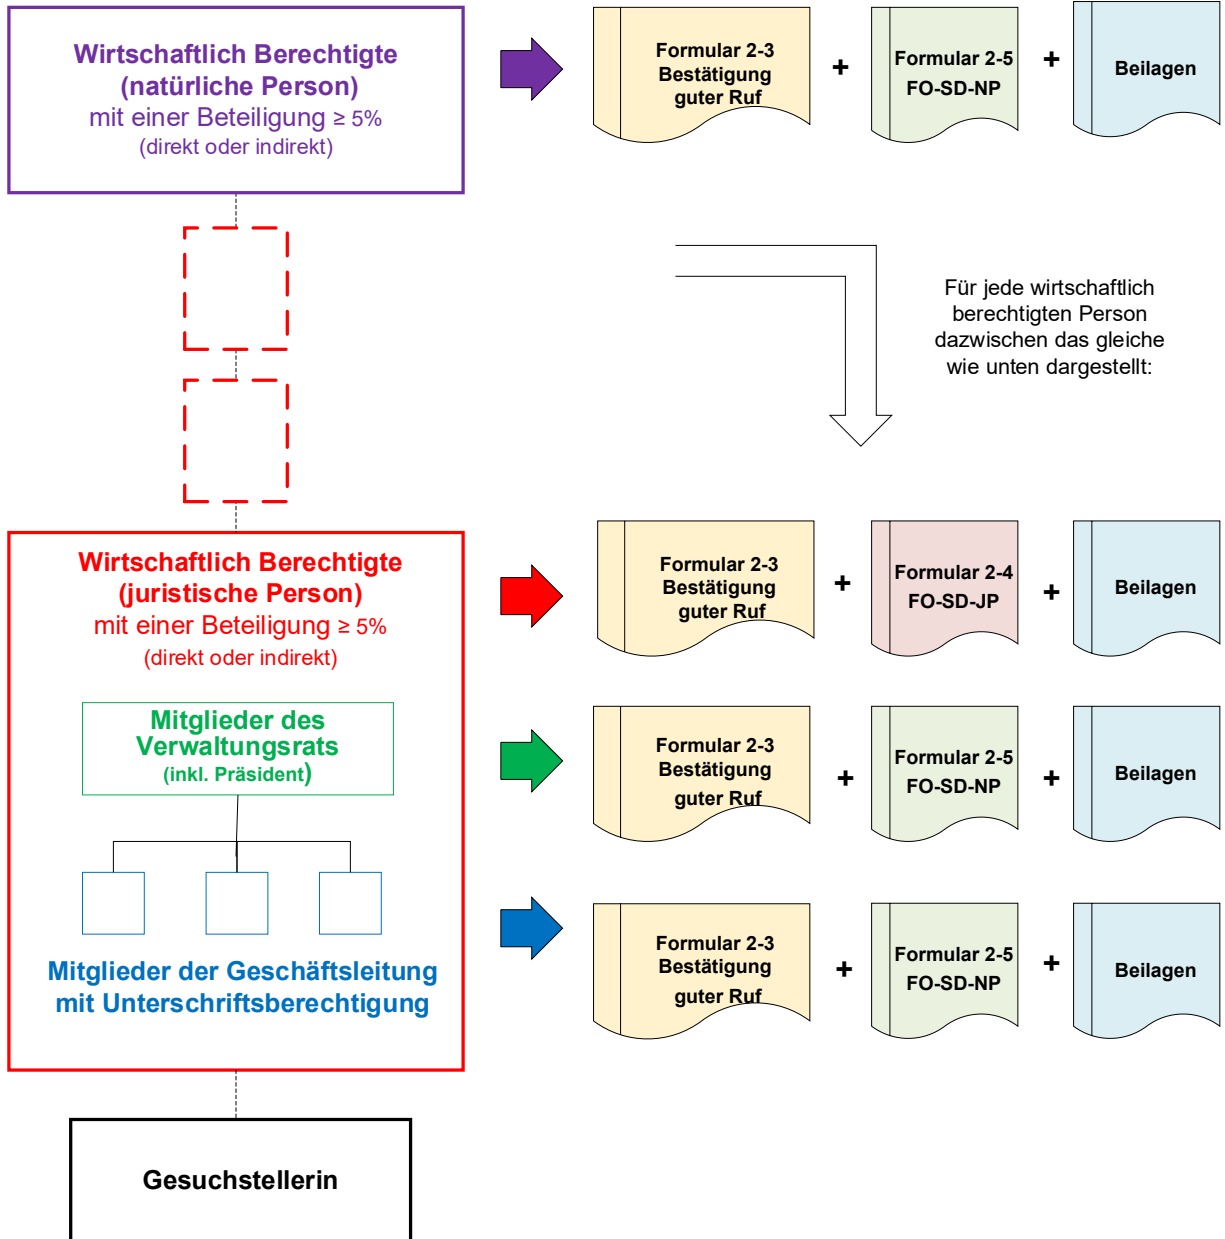 Wirtschaftlich Berechtigte
(natürliche Person)
mit einer Beteiligung ≥ 5%
(direkt oder indirekt)
Formular 2-3
Bestätigung
guter Ruf
+
Formular 2-5
FO-SD-NP
+
Beilagen
Für jede wirtschaftlich
berechtigten Person
dazwischen das gleiche
wie unten dargestellt:
Wirtschaftlich Berechtigte
(juristische Person)
mit einer Beteiligung ≥ 5%
(direkt oder indirekt)
Formular 2-3
Bestätigung
guter Ruf
+
Formular 2-4
FO-SD-JP
+
Beilagen
Mitglieder des
Verwaltungsrats
(inkl. Präsident)
Formular 2-3
Bestätigung
guter Ruf
+
Formular 2-5
FO-SD-NP
+
Beilagen
Mitglieder der Geschäftsleitung
mit Unterschriftsberechtigung
Formular 2-3
Bestätigung
guter Ruf
+
Formular 2-5
FO-SD-NP
+
Beilagen
Gesuchstellerin